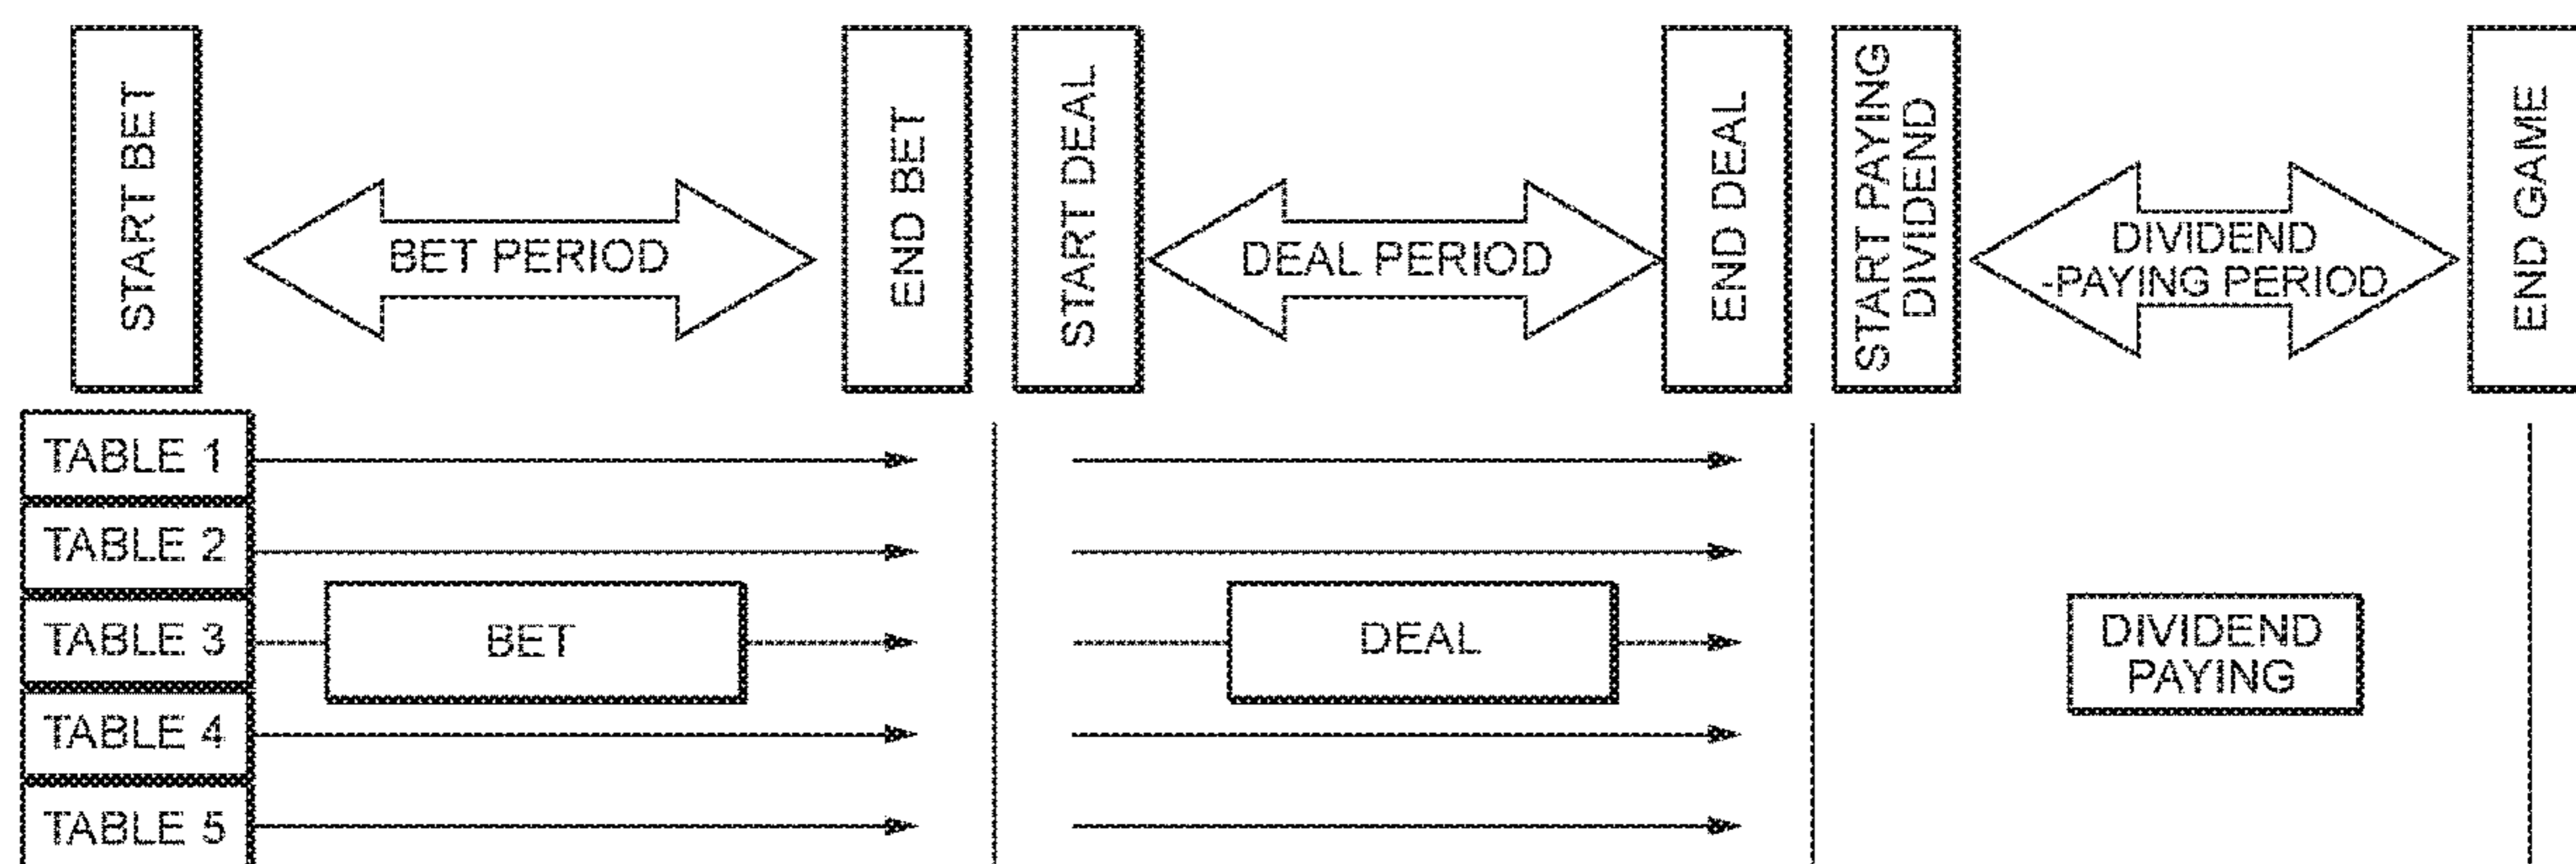 START BET
BET PERIOD
END BET
START DEAL
DEAL PERIOD
END DEAL
START PAYING
DIVIDEND
DIVIDEND
-PAYING PERIOD
END GAME
TABLE 1
TABLE 2
TABLE 3
BET
DEAL
DIVIDEND
PAYING
TABLE 4
TABLE 5